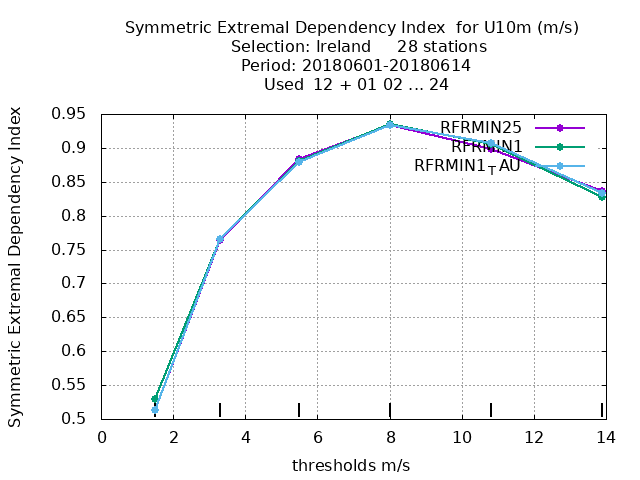 Symmetric Extremal Dependency Index for U10m (m/s)
Selection: Ireland 28 stations
Period: 20180601-20180614
Used 12 + 01 02 ... 24
Symmetric Extremal Dependency Index
0.95
0.9
0.85
0.8
0.75
0.7
0.65
0.6
0.55
0.5
RFRMIN25
RFRMIN1
RFRMIN1TAU
0 2 4 6 8 10 12 14
thresholds m/s